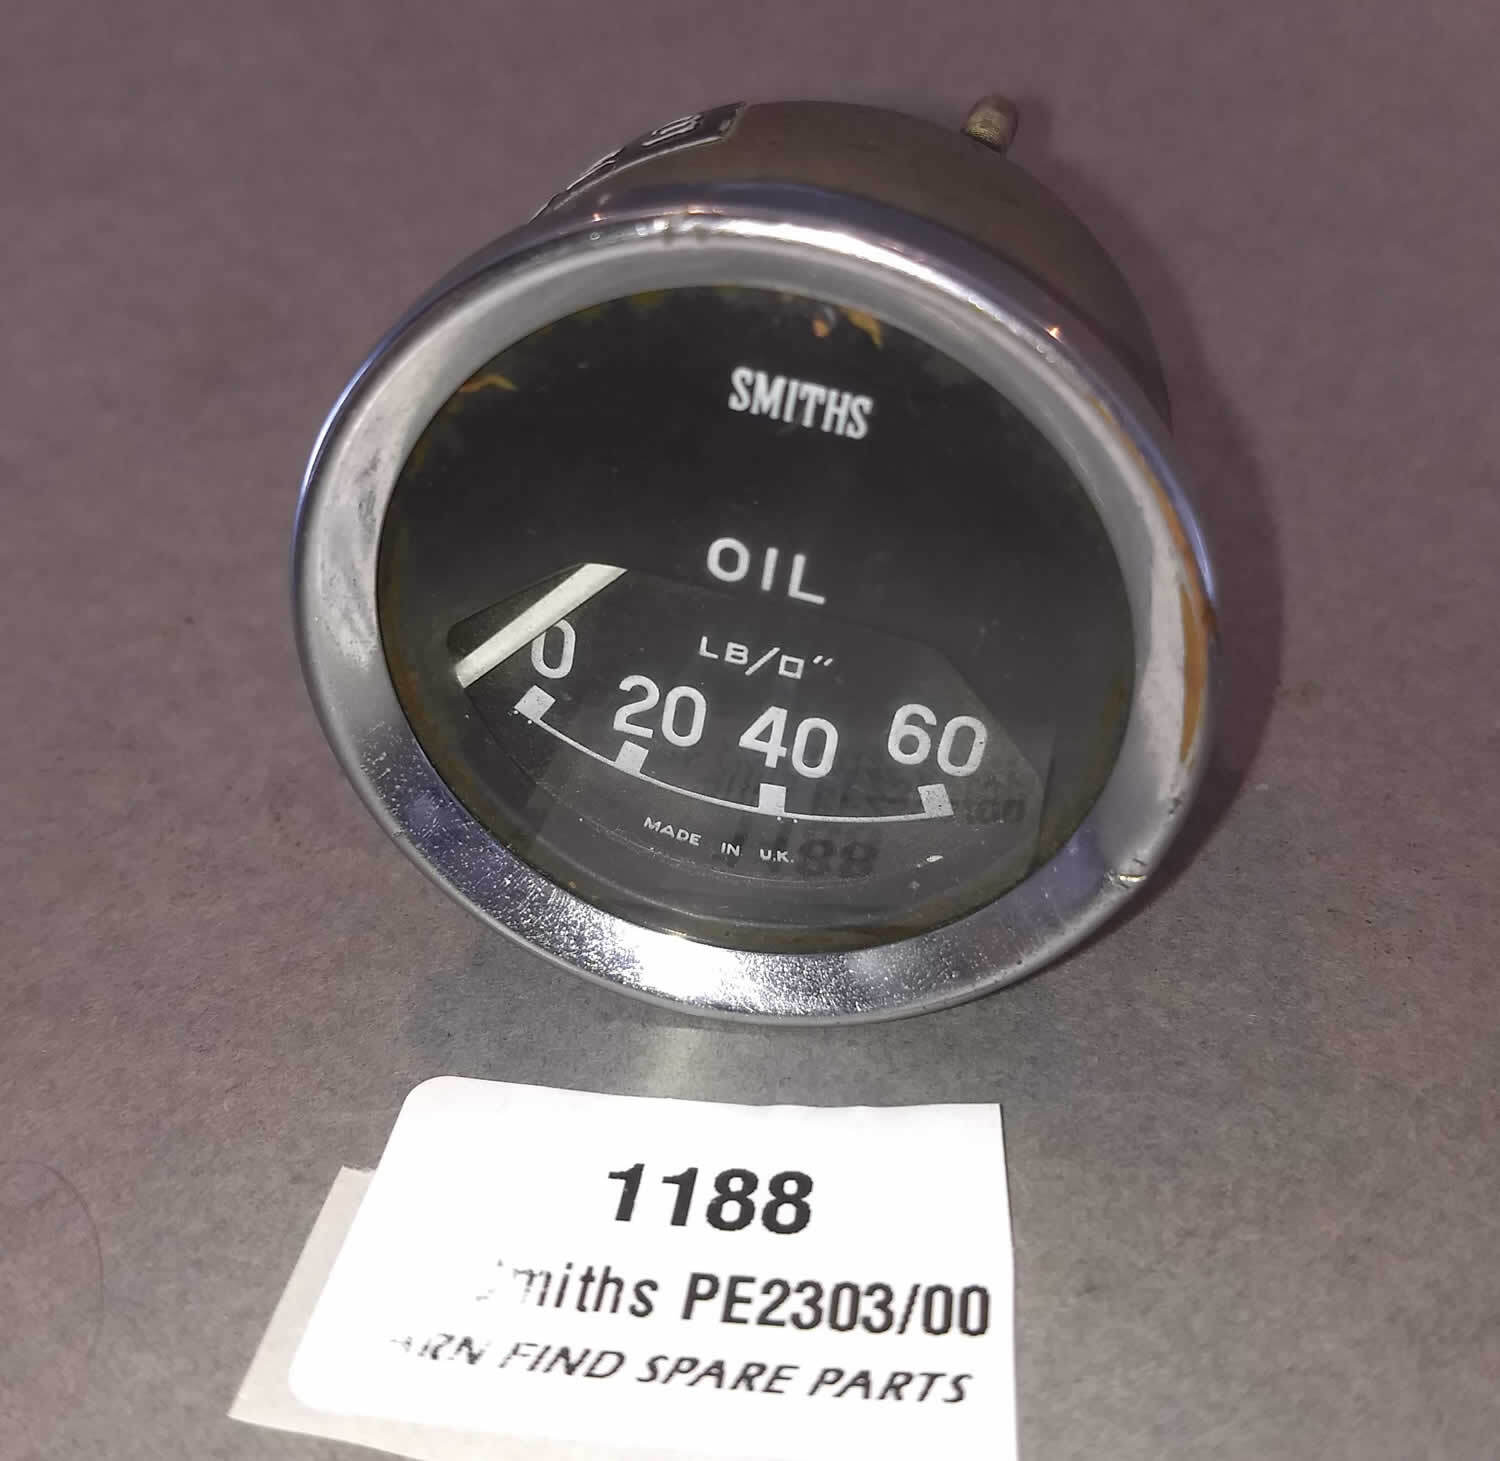 SMITHS
OIL
LB/□″
0 20 40 60
MADE IN U.K.
1188
miths PE2303/00
ARN FIND SPARE PARTS